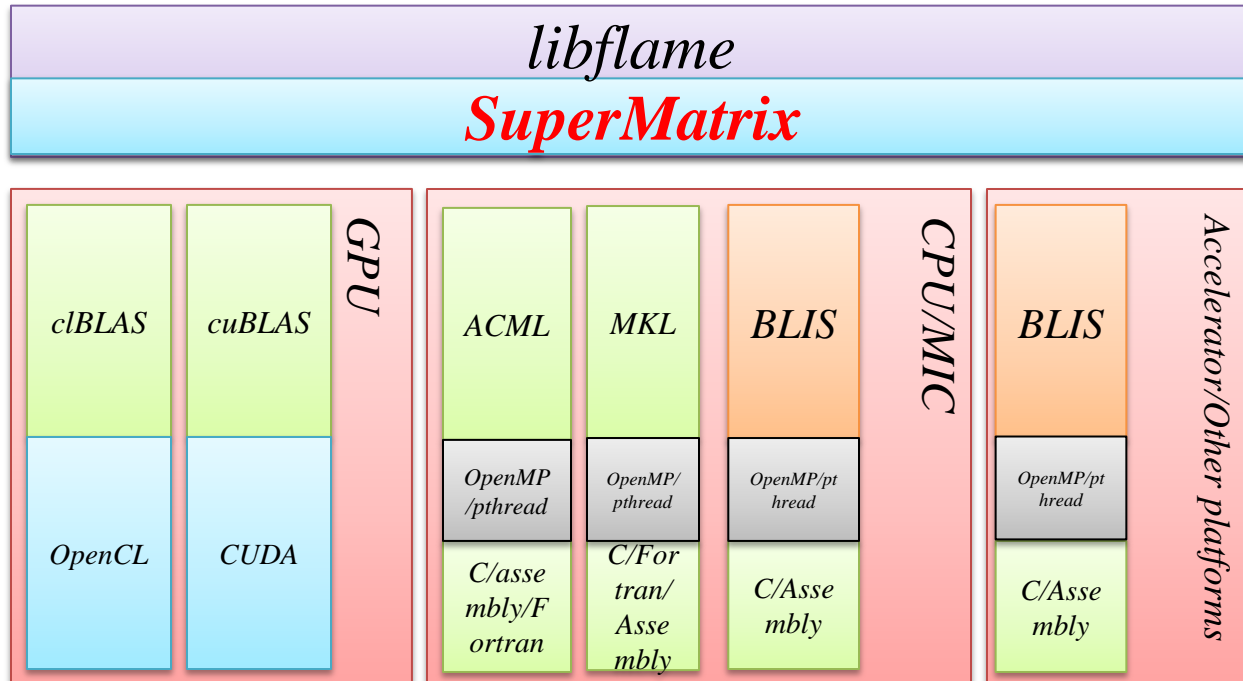 libflame
SuperMatrix
clBLAS
OpenCL
cuBLAS
CUDA
GPU
ACML
OpenMP
/pthread
C/asse
mbly/F
ortran
MKL
OpenMP/
pthread
C/For
tran/
Asse
mbly
BLIS
OpenMP/pt
hread
C/Asse
mbly
CPU/MIC
BLIS
OpenMP/pt
hread
C/Asse
mbly
Accelerator/Other platforms